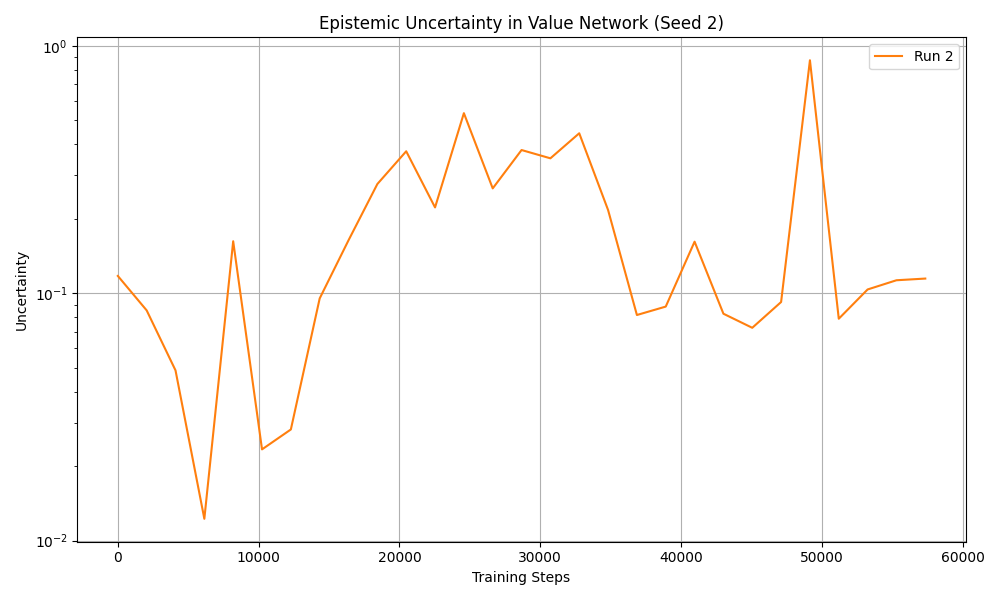 Epistemic Uncertainty in Value Network (Seed 2)
Run 2
Uncertainty
10⁰
10⁻¹
10⁻²
0 10000 20000 30000 40000 50000 60000
Training Steps